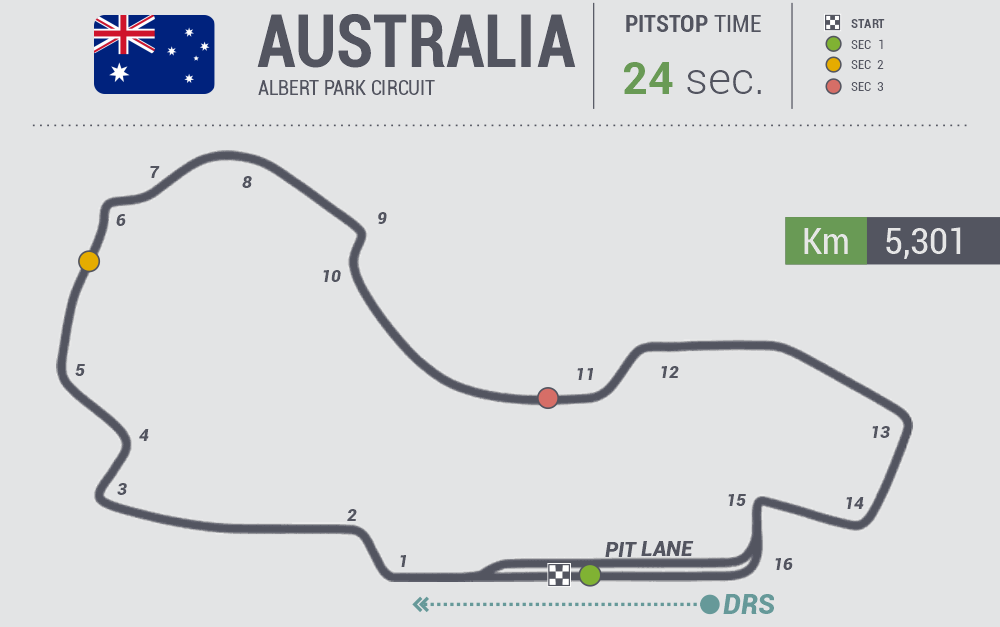 AUSTRALIA
ALBERT PARK CIRCUIT
PITSTOP TIME
24 sec.
START
SEC 1
SEC 2
SEC 3
Km 5,301
7
8
6
9
10
5
11
12
4
13
3
15
14
2
1
PIT LANE
16
DRS